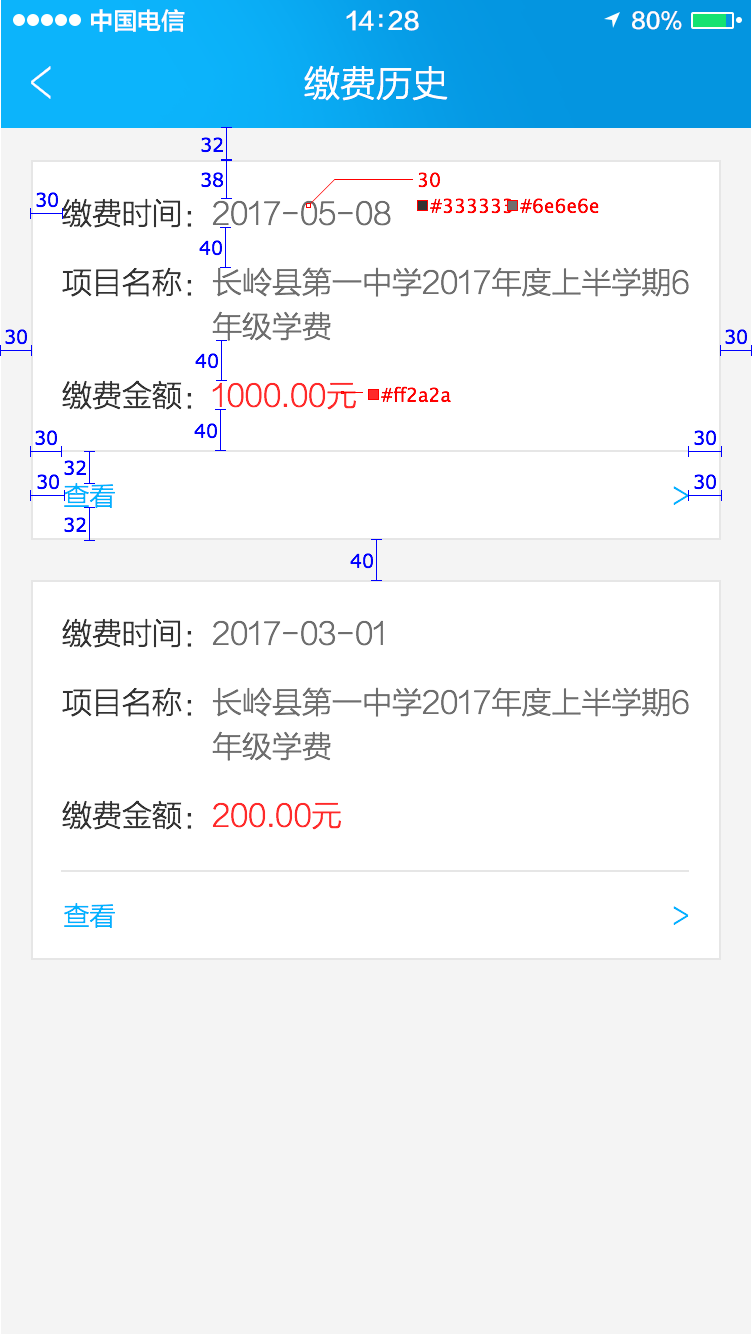 中国电信 14:28 80%
缴费历史
32
38
30
30
缴费时间：2017-05-08 #333333 #6e6e6e
40
项目名称：长岭县第一中学2017年度上半学期6
年级学费
30 30
40
缴费金额：1000.00元 #ff2a2a
40
30 30
32
30 查看 > 30
32
40
缴费时间：2017-03-01
项目名称：长岭县第一中学2017年度上半学期6
年级学费
缴费金额：200.00元
查看 >